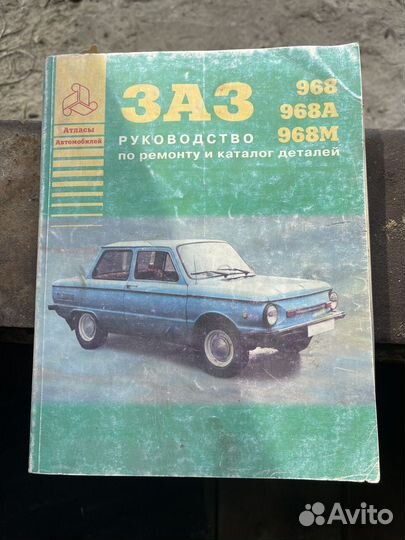 ЗАЗ
968
968А
968М
РУКОВОДСТВО
по ремонту и каталог деталей
Атласы
Автомобилей
Avito